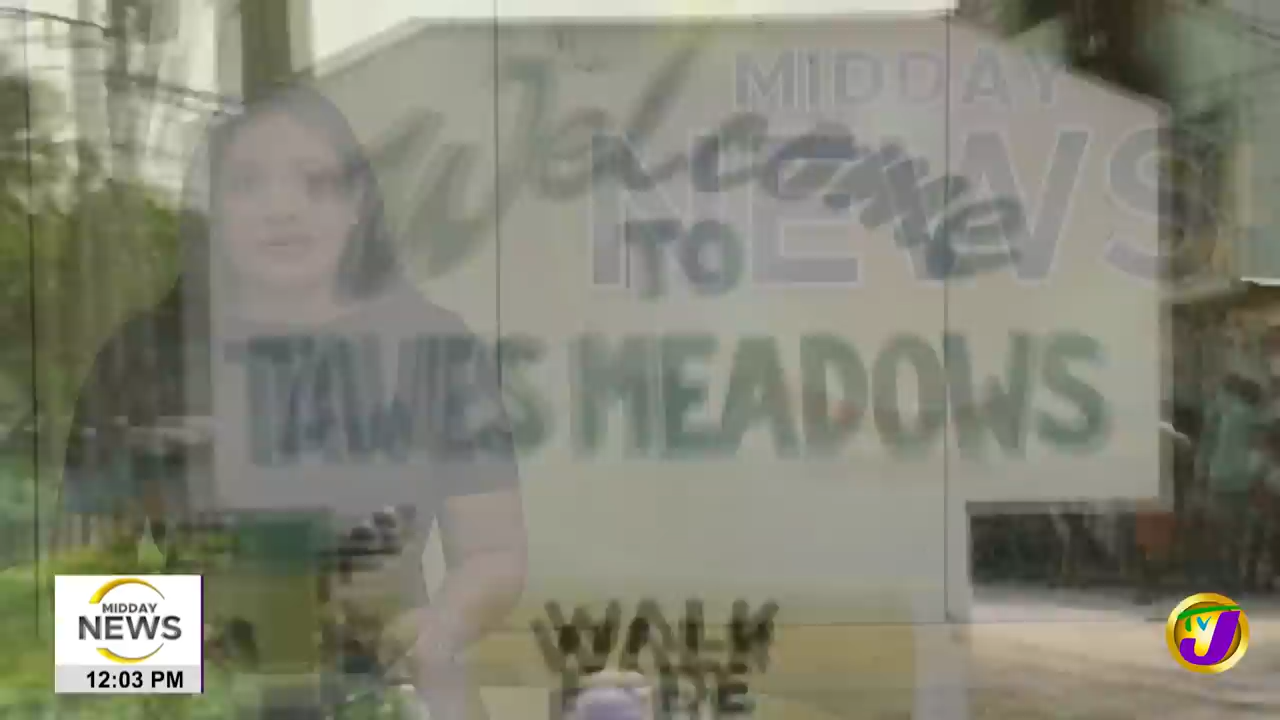 MIDDAY
NEWS
Welcome
TO
TAWES MEADOWS
WALK
MIDDAY
NEWS
12:03 PM
TVJ